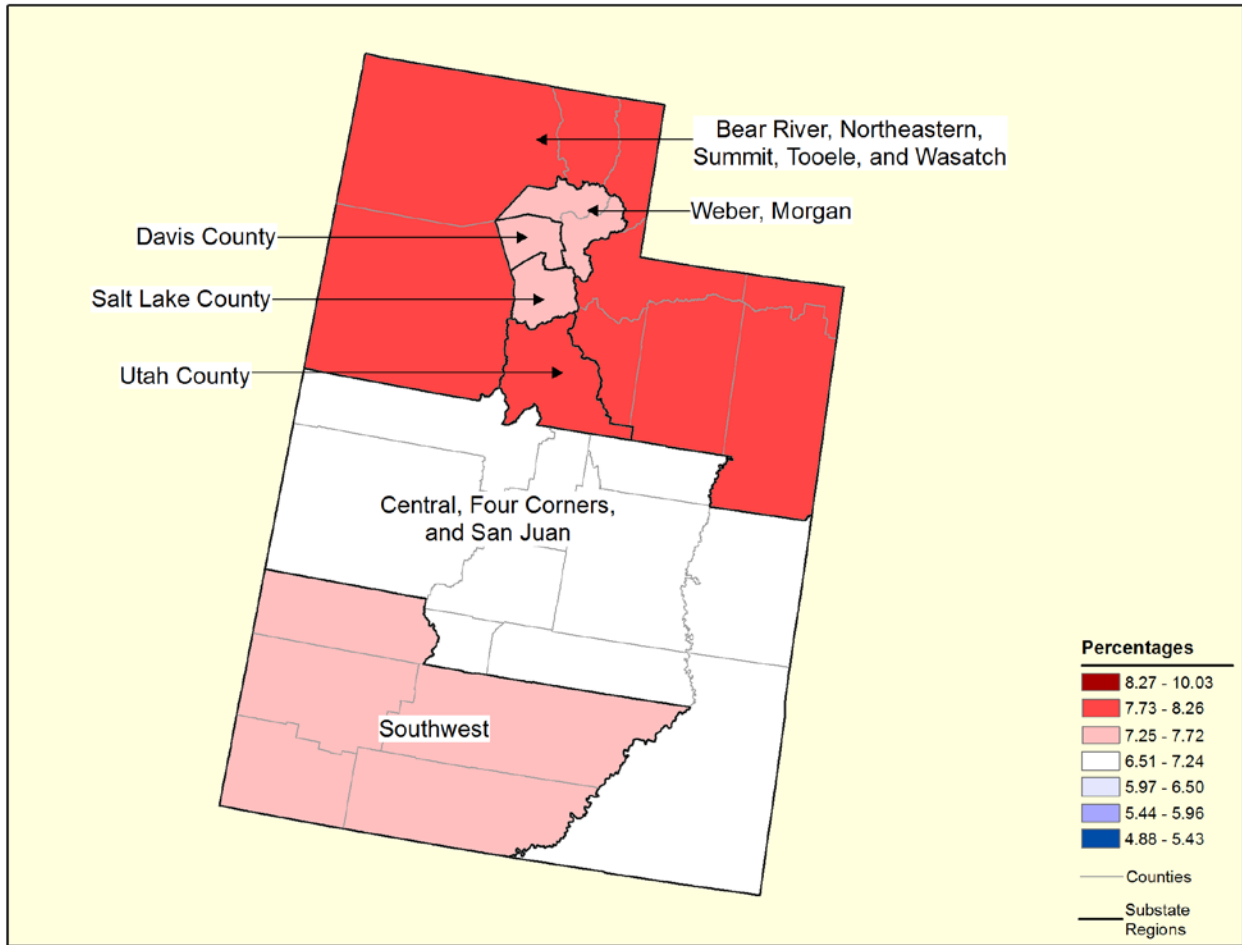 Bear River, Northeastern,
Summit, Tooele, and Wasatch
Weber, Morgan
Davis County
Salt Lake County
Utah County
Central, Four Corners,
and San Juan
Southwest
Percentages
8.27 - 10.03
7.73 - 8.26
7.25 - 7.72
6.51 - 7.24
5.97 - 6.50
5.44 - 5.96
4.88 - 5.43
Counties
Substate
Regions